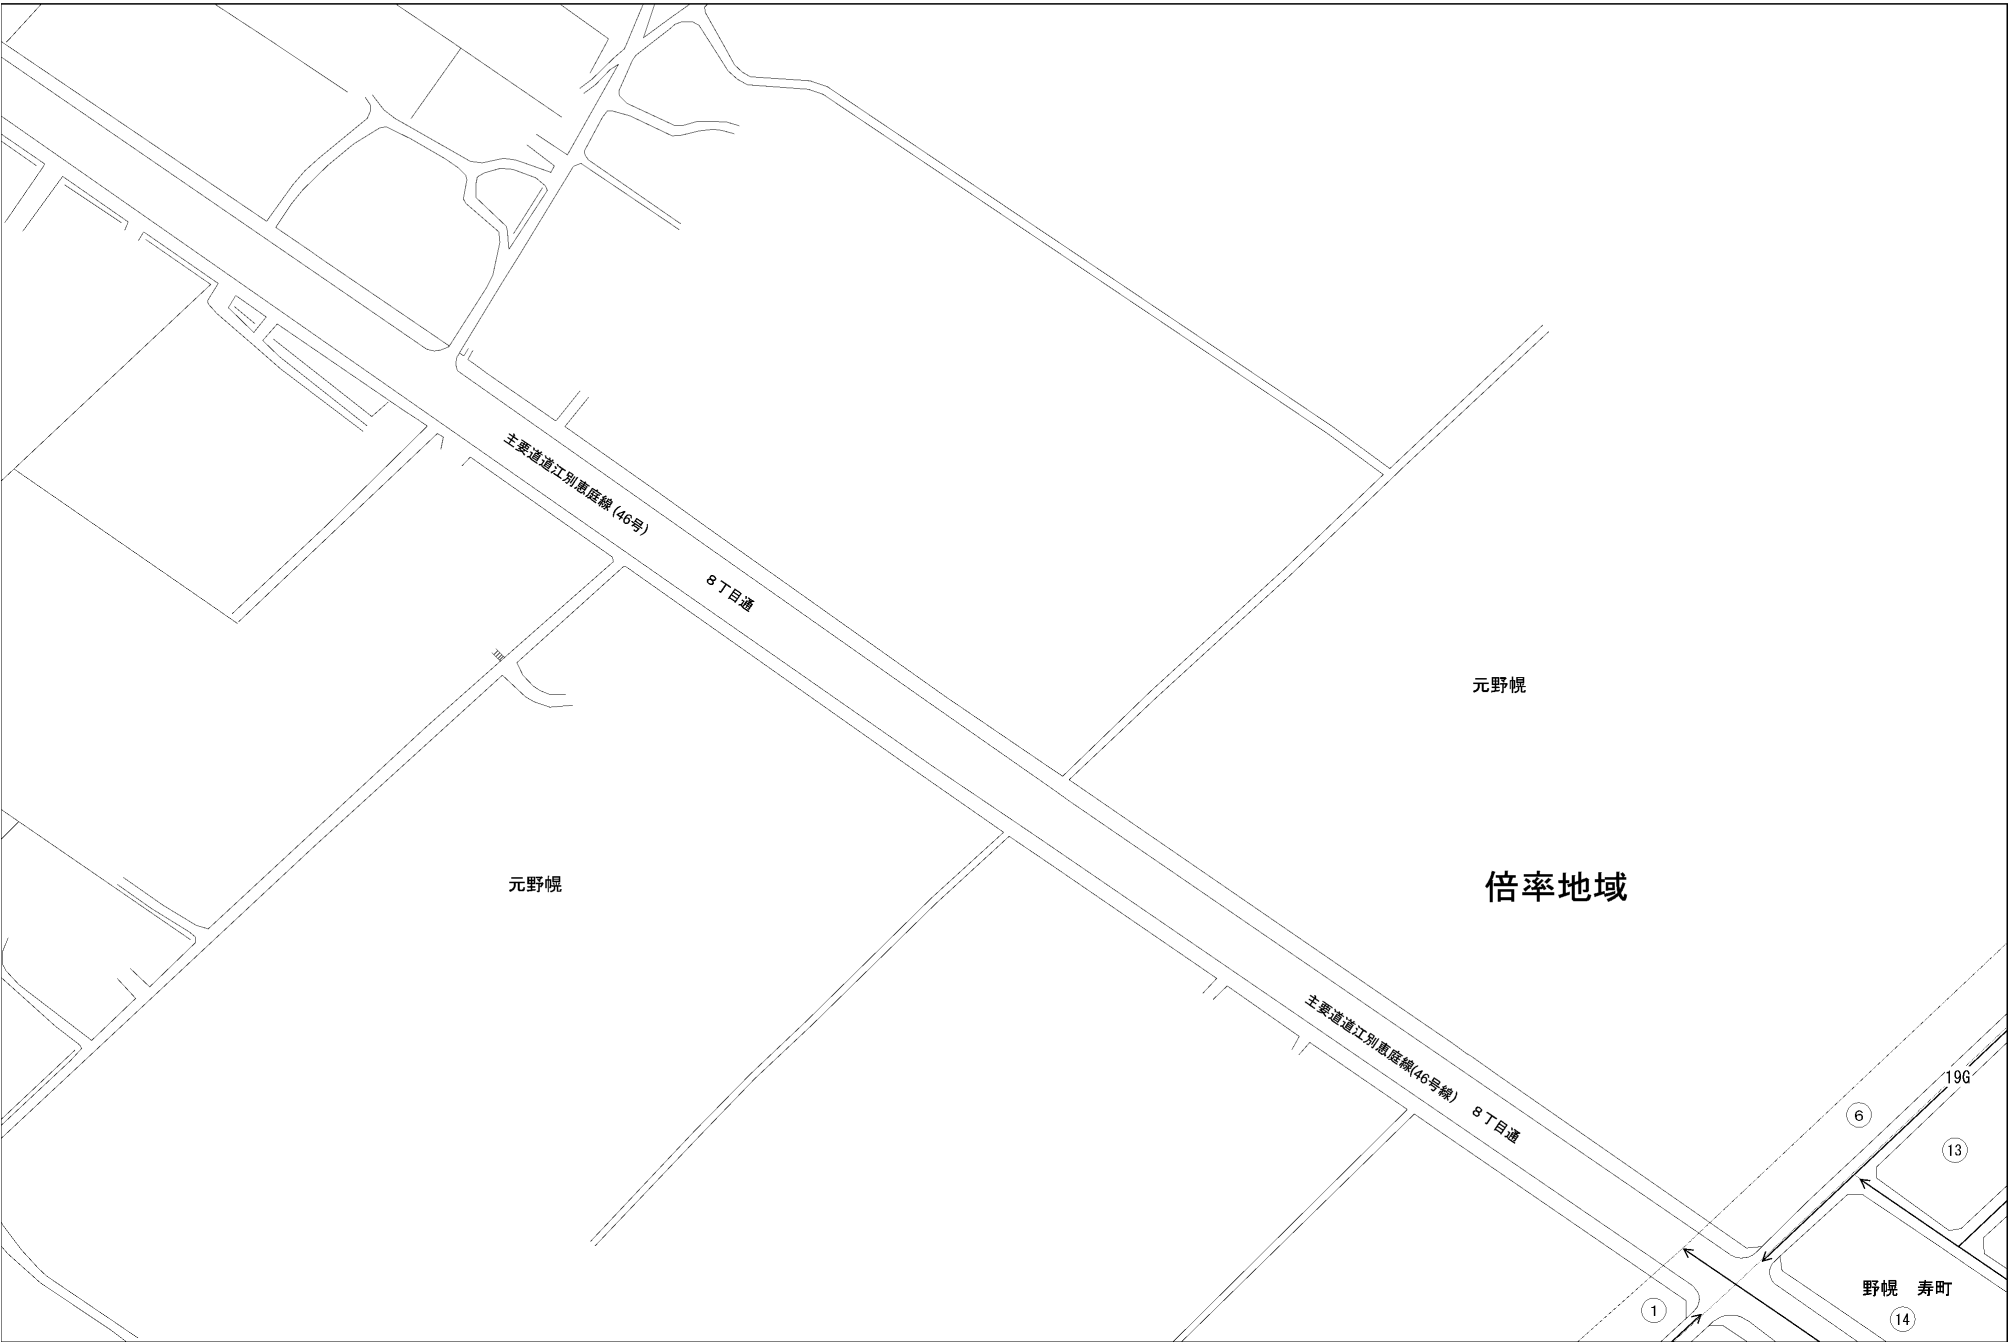 主要道道江別恵庭線(46号)
８丁目通
元野幌
元野幌
倍率地域
主要道道江別恵庭線(46号線)　８丁目通
19G
6
13
野幌　寿町
1
14